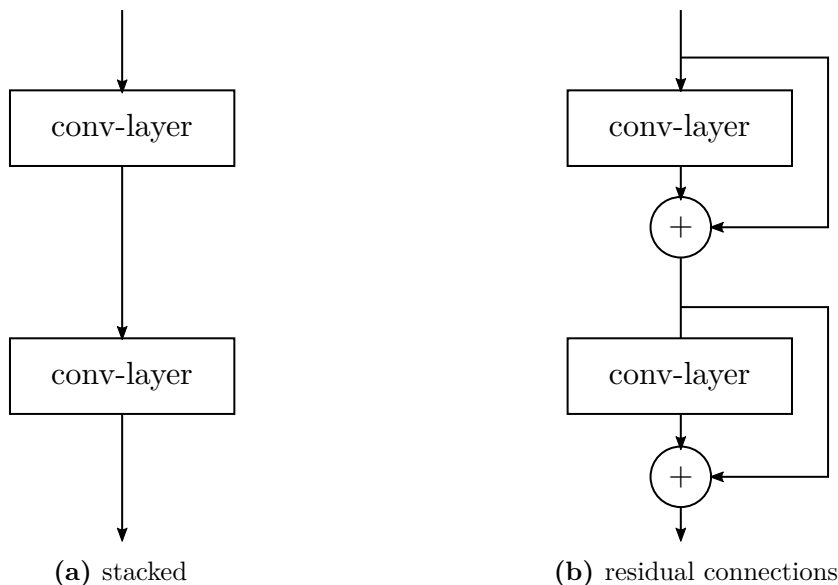 conv-layer
conv-layer
(a) stacked
conv-layer
+
conv-layer
+
(b) residual connections